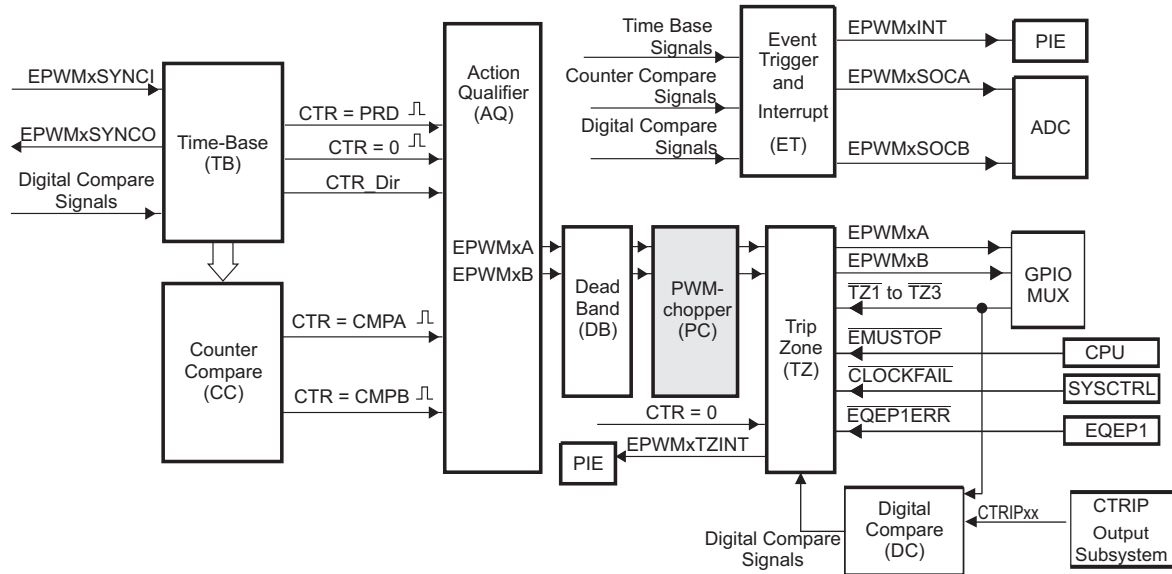 EPWMxSYNCI
EPWMxSYNCO
Digital Compare
Signals
Time-Base
(TB)
CTR = PRD
CTR = 0
CTR_Dir
Counter
Compare
(CC)
CTR = CMPA
CTR = CMPB
Action
Qualifier
(AQ)
EPWMxA
EPWMxB
Time Base
Signals
Counter Compare
Signals
Digital Compare
Signals
Event
Trigger
and
Interrupt
(ET)
EPWMxINT
EPWMxSOCA
EPWMxSOCB
PIE
ADC
Dead
Band
(DB)
PWM-
chopper
(PC)
Trip
Zone
(TZ)
EPWMxA
EPWMxB
TZ1 to TZ3
EMUSTOP
CLOCKFAIL
EQEP1ERR
GPIO
MUX
CPU
SYSCTRL
EQEP1
CTR = 0
EPWMxTZINT
PIE
Digital Compare
Signals
Digital
Compare
(DC)
CTRIPxx
CTRIP
Output
Subsystem